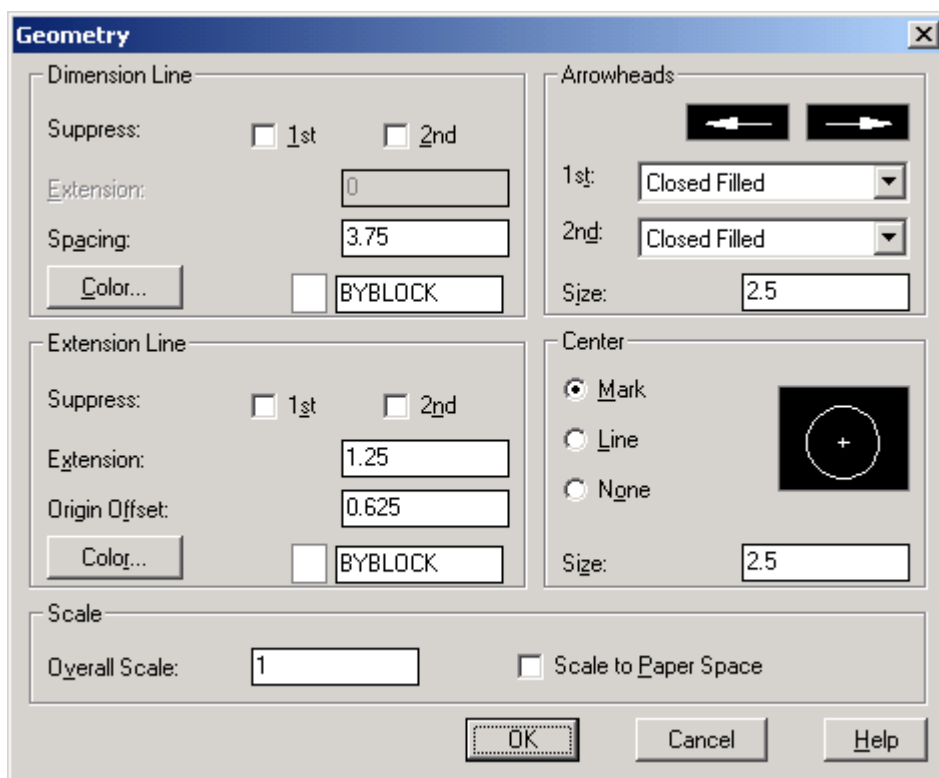 Geometry
Dimension Line
Suppress: 1st 2nd
Extension: 0
Spacing: 3.75
Color... BYBLOCK
Arrowheads
1st: Closed Filled
2nd: Closed Filled
Size: 2.5
Extension Line
Suppress: 1st 2nd
Extension: 1.25
Origin Offset: 0.625
Color... BYBLOCK
Center
Mark
Line
None
Size: 2.5
Scale
Overall Scale: 1 Scale to Paper Space
OK Cancel Help